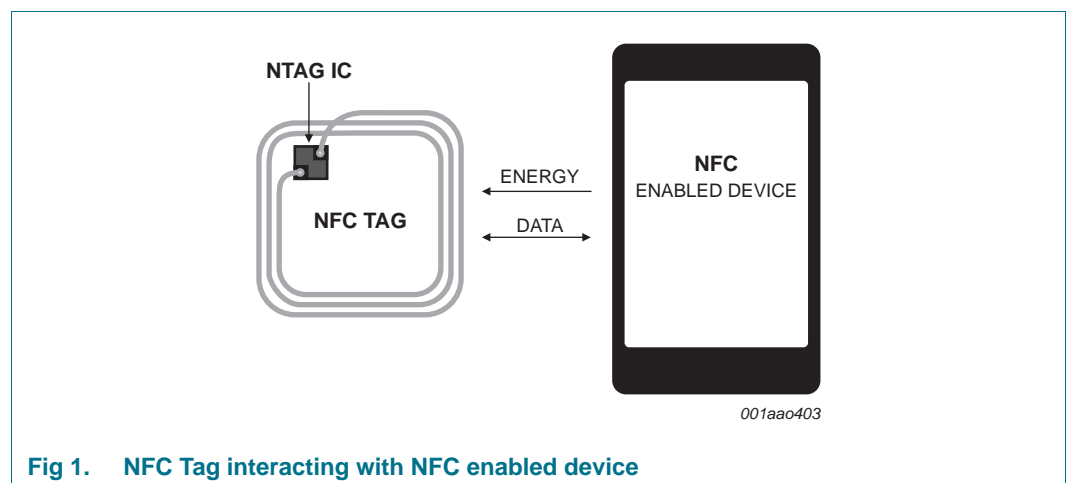 NTAG IC
NFC TAG
ENERGY
DATA
NFC
ENABLED DEVICE
001aao403
Fig 1. NFC Tag interacting with NFC enabled device